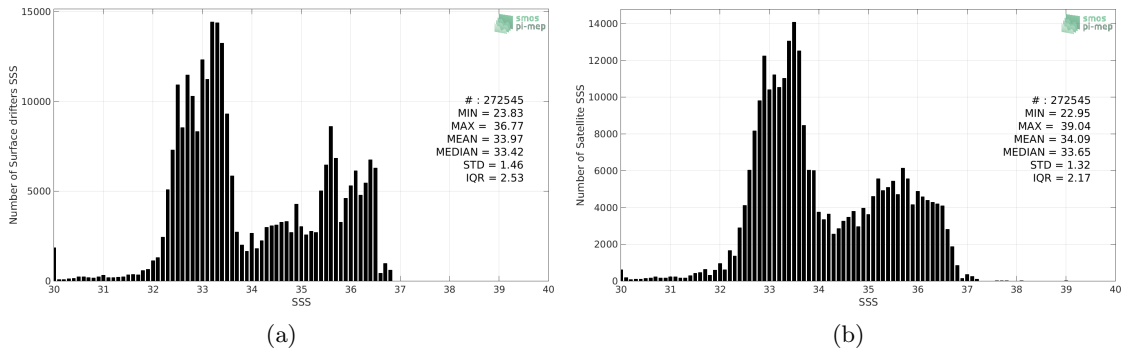 smos
pi-mep
15000
10000
5000
0
Number of Surface drifters SSS
# : 272545
MIN = 23.83
MAX = 36.77
MEAN = 33.97
MEDIAN = 33.42
STD = 1.46
IQR = 2.53
30 31 32 33 34 35 36 37 38 39 40
SSS
(a)
smos
pi-mep
14000
12000
10000
8000
6000
4000
2000
0
Number of Satellite SSS
# : 272545
MIN = 22.95
MAX = 39.04
MEAN = 34.09
MEDIAN = 33.65
STD = 1.32
IQR = 2.17
30 31 32 33 34 35 36 37 38 39 40
SSS
(b)